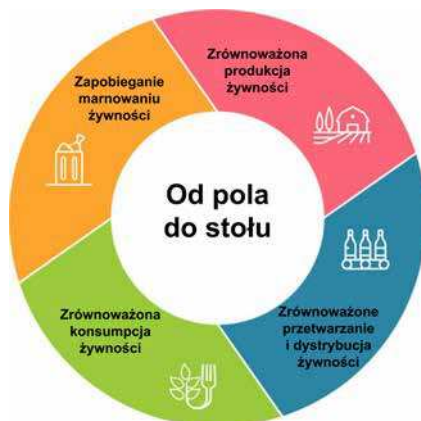 Zapobieganie
marnowaniu
żywności
Zrównoważona
produkcja
żywności
Od pola
do stołu
Zrównoważona
konsumpcja
żywności
Zrównoważone
przetwarzanie
i dystrybucja
żywności